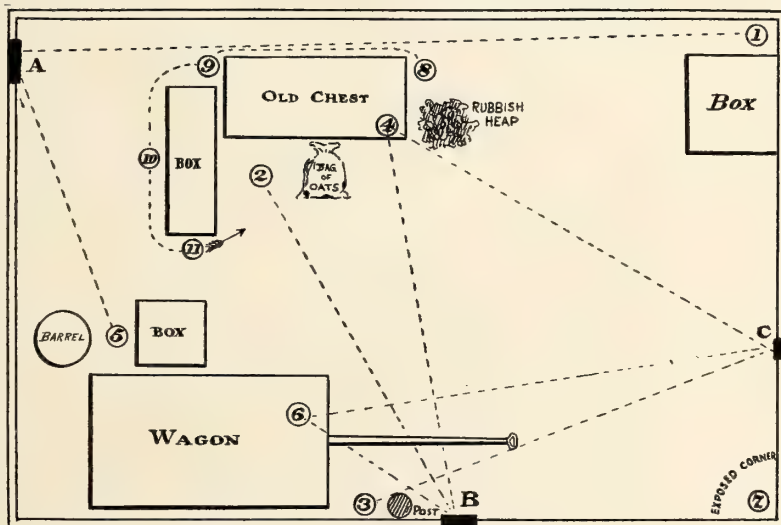 1
A
9
8
OLD CHEST
BOX
4
RUBBISH
HEAP
10
BOX
2
BAG
OF
OATS
11
BARREL
5
BOX
C
6
WAGON
EXPOSED CORNER
3
POST
B
7